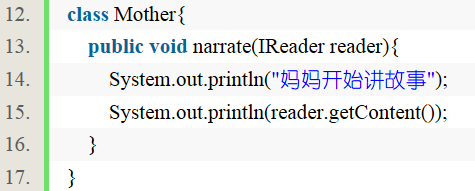 12. class Mother{
13. public void narrate(IReader reader){
14. System.out.println("妈妈开始讲故事");
15. System.out.println(reader.getContent());
16. }
17. }